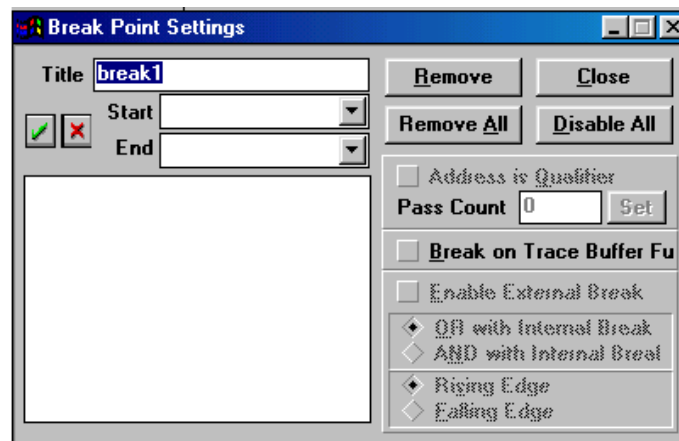 Break Point Settings
Title break1
Start
End
Remove
Close
Remove All
Disable All
Address is Qualifier
Pass Count 0 Set
Break on Trace Buffer Fu
Enable External Break
OR with Internal Break
AND with Internal Break
Rising Edge
Falling Edge